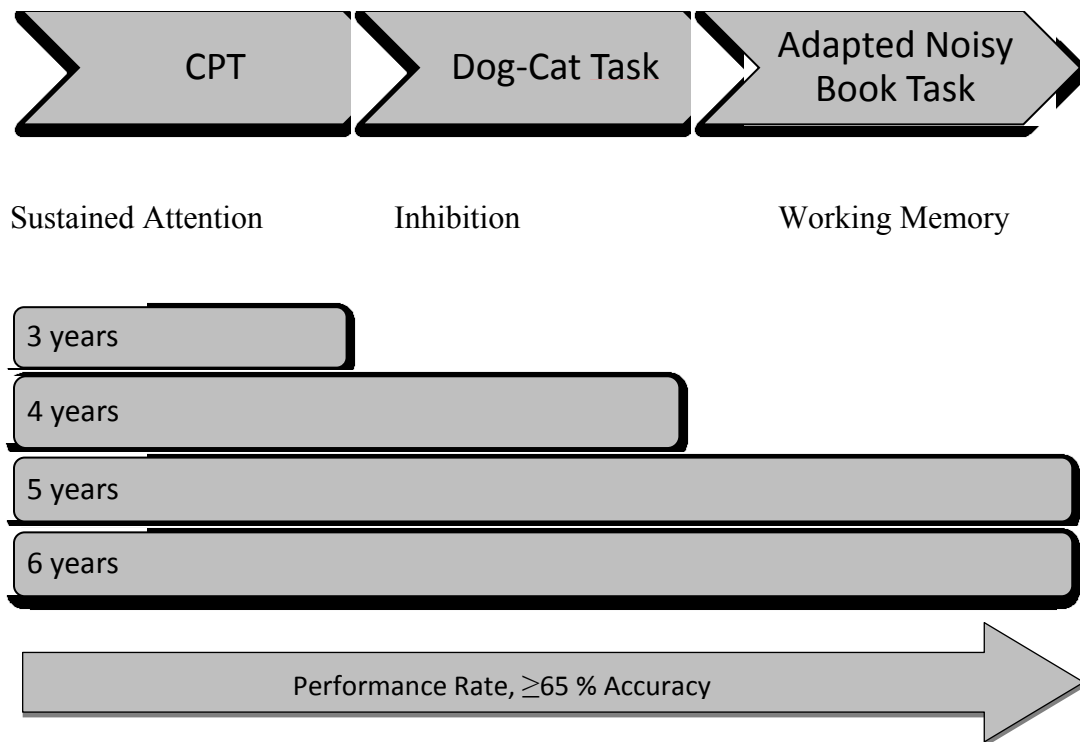 CPT
Dog-Cat Task
Adapted Noisy
Book Task
Sustained Attention
Inhibition
Working Memory
3 years
4 years
5 years
6 years
Performance Rate, ≥65 % Accuracy